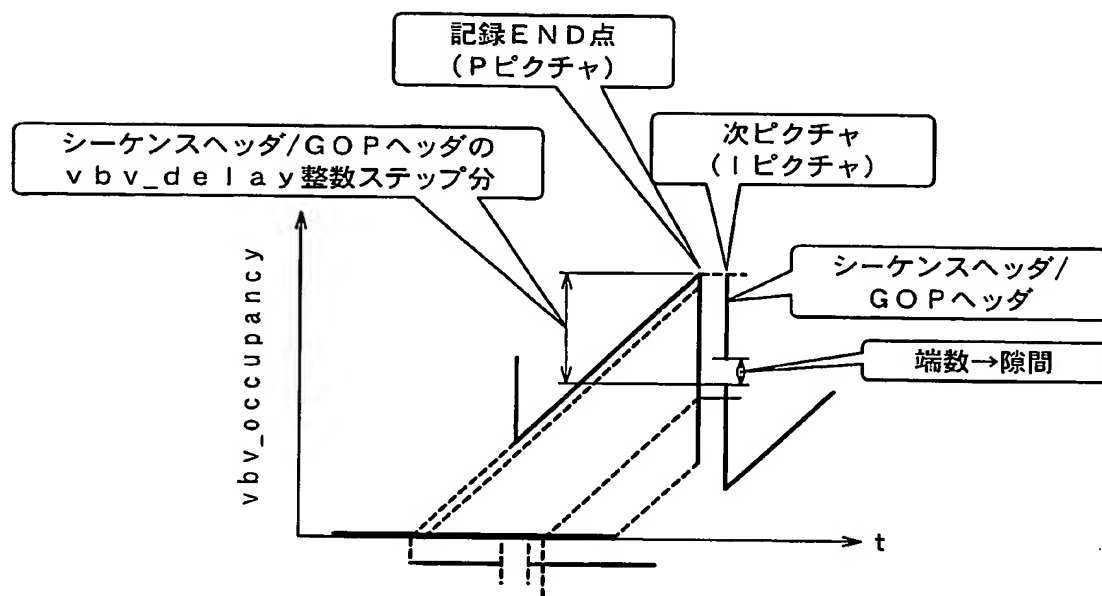 記録END点
(Pピクチャ)
シーケンスヘッダ/GOPヘッダの
vbv_delay整数ステップ分
次ピクチャ
(Iピクチャ)
シーケンスヘッダ/
GOPヘッダ
端数→隙間
vbv_occupancy
t